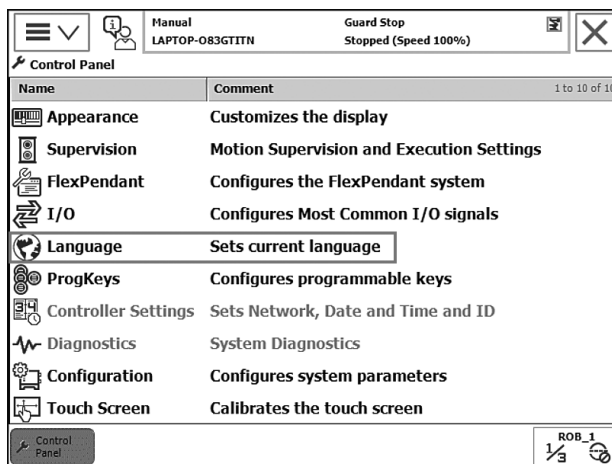 Manual Guard Stop
LAPTOP-O83GTITN Stopped (Speed 100%)
Control Panel
Name Comment 1 to 10 of 10
Appearance Customizes the display
Supervision Motion Supervision and Execution Settings
FlexPendant Configures the FlexPendant system
I/O Configures Most Common I/O signals
Language Sets current language
ProgKeys Configures programmable keys
Controller Settings Sets Network, Date and Time and ID
Diagnostics System Diagnostics
Configuration Configures system parameters
Touch Screen Calibrates the touch screen
Control
Panel
ROB_1
1/3